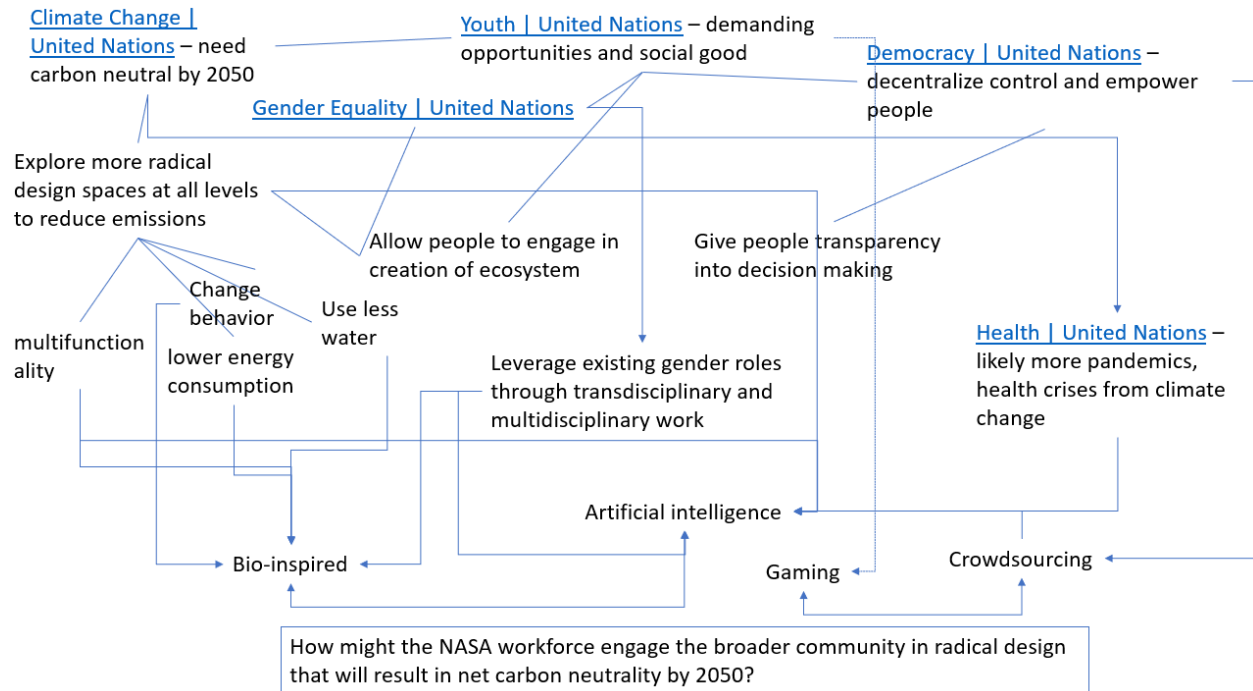 Climate Change |
United Nations – need
carbon neutral by 2050
Youth | United Nations – demanding
opportunities and social good
Democracy | United Nations –
decentralize control and empower
people
Gender Equality | United Nations
Explore more radical
design spaces at all levels
to reduce emissions
Allow people to engage in
creation of ecosystem
Give people transparency
into decision making
Change
behavior
Use less
water
multifunction
ality
lower energy
consumption
Leverage existing gender roles
through transdisciplinary and
multidisciplinary work
Health | United Nations –
likely more pandemics,
health crises from climate
change
Artificial intelligence
Bio-inspired
Gaming
Crowdsourcing
How might the NASA workforce engage the broader community in radical design
that will result in net carbon neutrality by 2050?